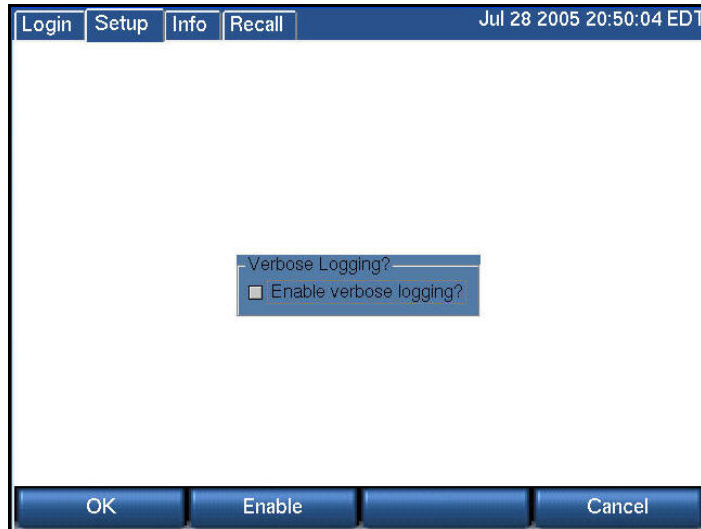 Login Setup Info Recall Jul 28 2005 20:50:04 EDT
Verbose Logging?
Enable verbose logging?
OK Enable Cancel